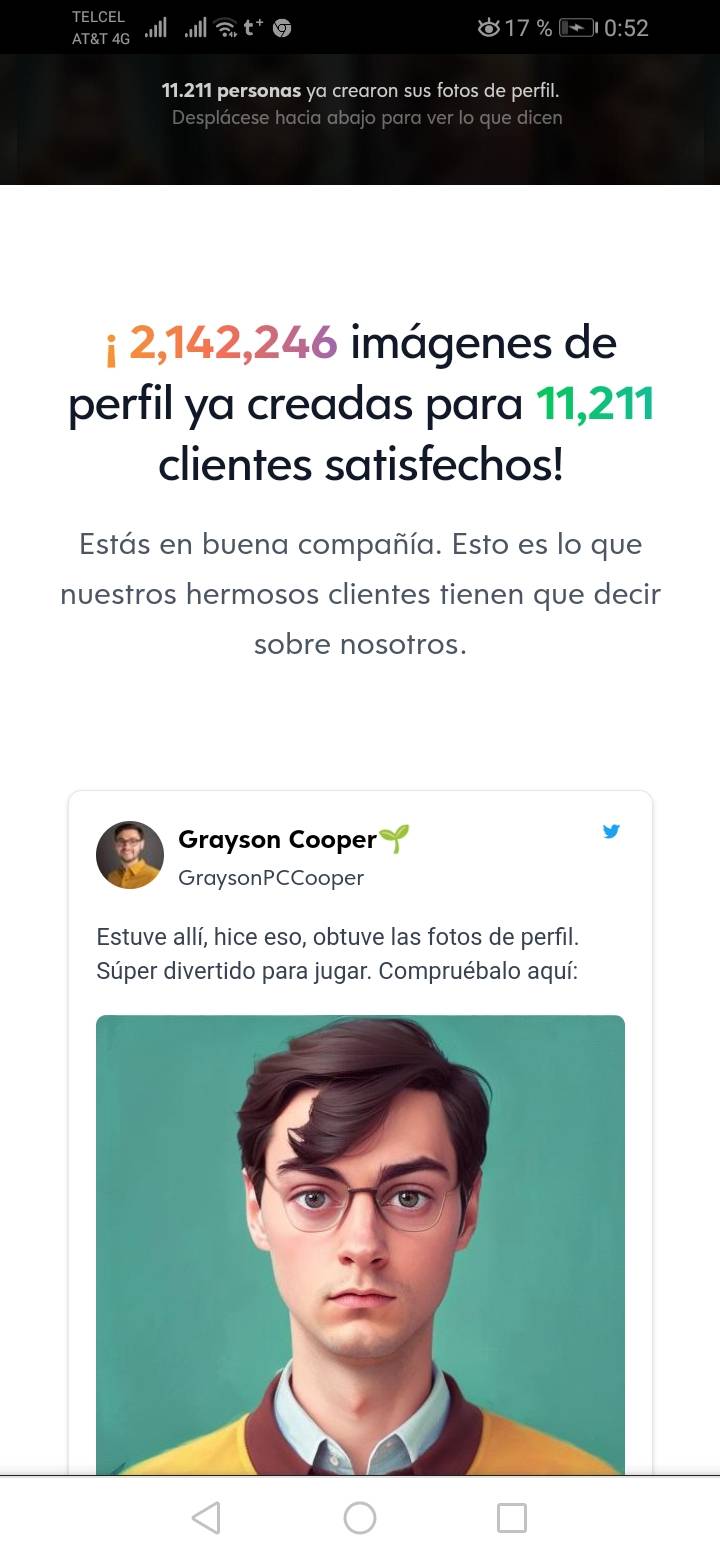 TELCEL
AT&T 4G
t+
17 %
0:52
11.211 personas ya crearon sus fotos de perfil.
Desplácese hacia abajo para ver lo que dicen
¡ 2,142,246 imágenes de
perfil ya creadas para 11,211
clientes satisfechos!
Estás en buena compañía. Esto es lo que
nuestros hermosos clientes tienen que decir
sobre nosotros.
Grayson Cooper🌱
GraysonPCCooper
Estuve allí, hice eso, obtuve las fotos de perfil.
Súper divertido para jugar. Compruébalo aquí: